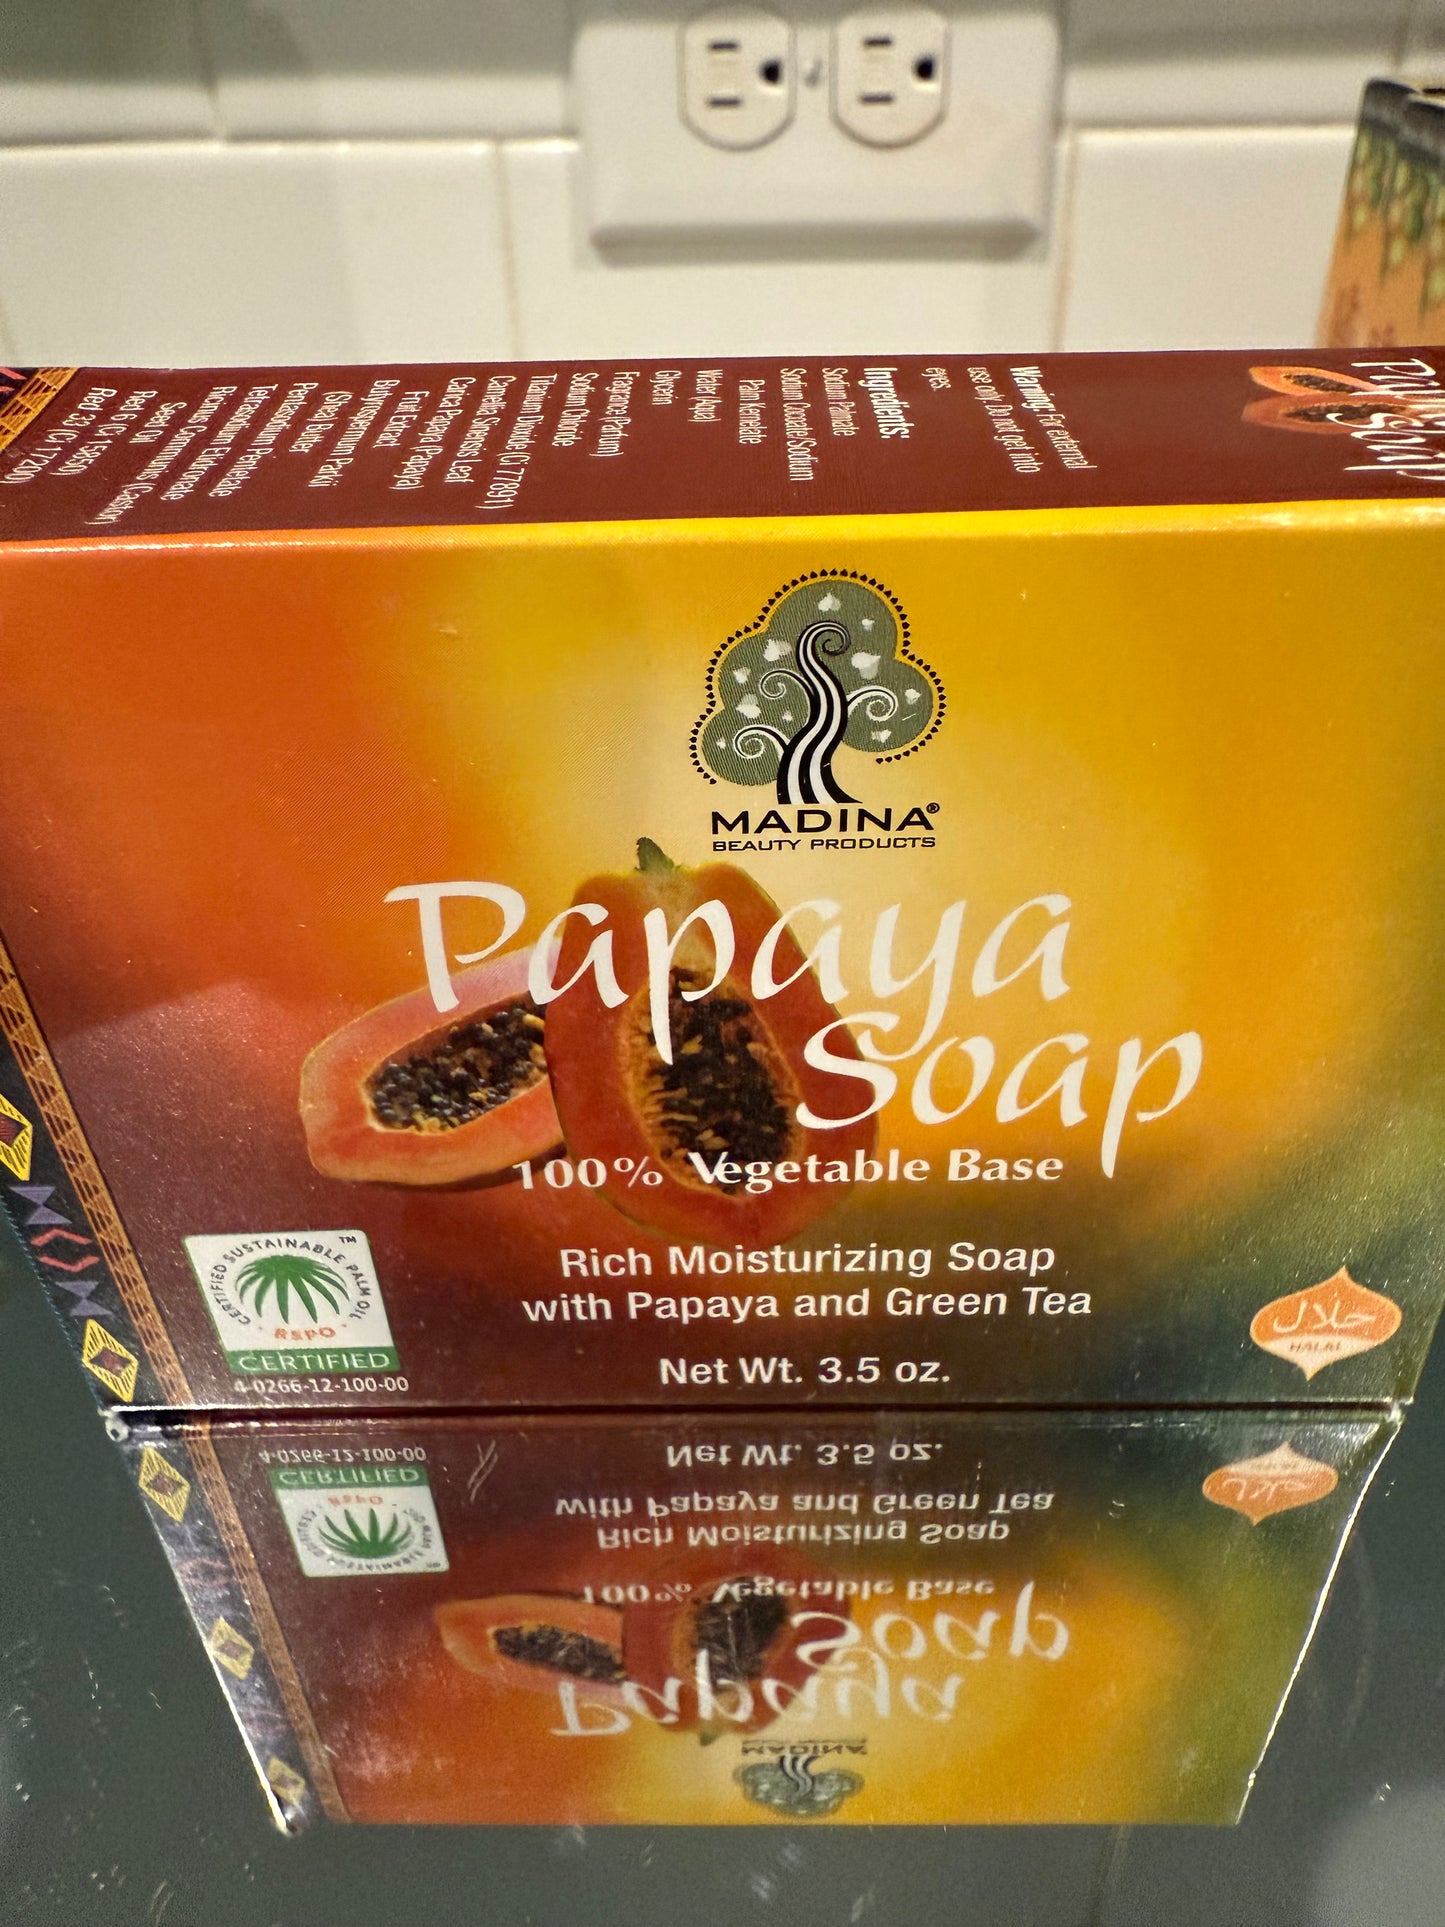 Warning: For external
use only. Do not get into
eyes
Ingredients:
Sodium Palmate
Sodium Cocoate/Sodium
Palm Kernelate
Water (Aqua)
Glycerin
Fragrance (Parfum)
Sodium Chloride
Titanium Dioxide (CI 77891)
Camellia Sinensis Leaf
Carica Papaya (Papaya)
Fruit Extract
Butyrospermum Parkii
(Shea) Butter
Pentasodium Pentetate
Tetrasodium Etidronate
Ricinus Communis (Castor)
Seed Oil
Red 6 (CI 15850)
Red 33 (CI 17200)
Soap
MADINA®
BEAUTY PRODUCTS
Papaya
Soap
100% Vegetable Base
Rich Moisturizing Soap
with Papaya and Green Tea
Net Wt. 3.5 oz.
CERTIFIED SUSTAINABLE PALM OIL ™
RSPO
CERTIFIED
4-0266-12-100-00
حلال
HALAL